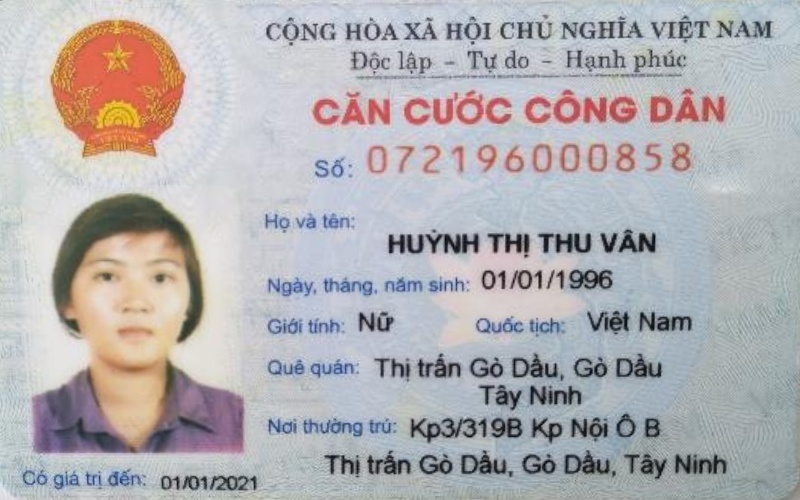 CỘNG HÒA XÃ HỘI CHỦ NGHĨA VIỆT NAM
Độc lập - Tự do - Hạnh phúc
CĂN CƯỚC CÔNG DÂN
Số: 072196000858
Họ và tên:
HUỲNH THỊ THU VÂN
Ngày, tháng, năm sinh: 01/01/1996
Giới tính: Nữ Quốc tịch: Việt Nam
Quê quán: Thị trấn Gò Dầu, Gò Dầu
Tây Ninh
Nơi thường trú: Kp3/319B Kp Nội Ô B
Thị trấn Gò Dầu, Gò Dầu, Tây Ninh
Có giá trị đến: 01/01/2021